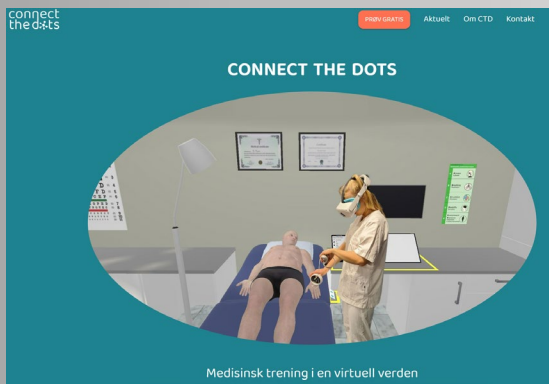 connect
the dots
PRØV GRATIS
Aktuelt
Om CTD
Kontakt
CONNECT THE DOTS
Medisinsk trening i en virtuell verden